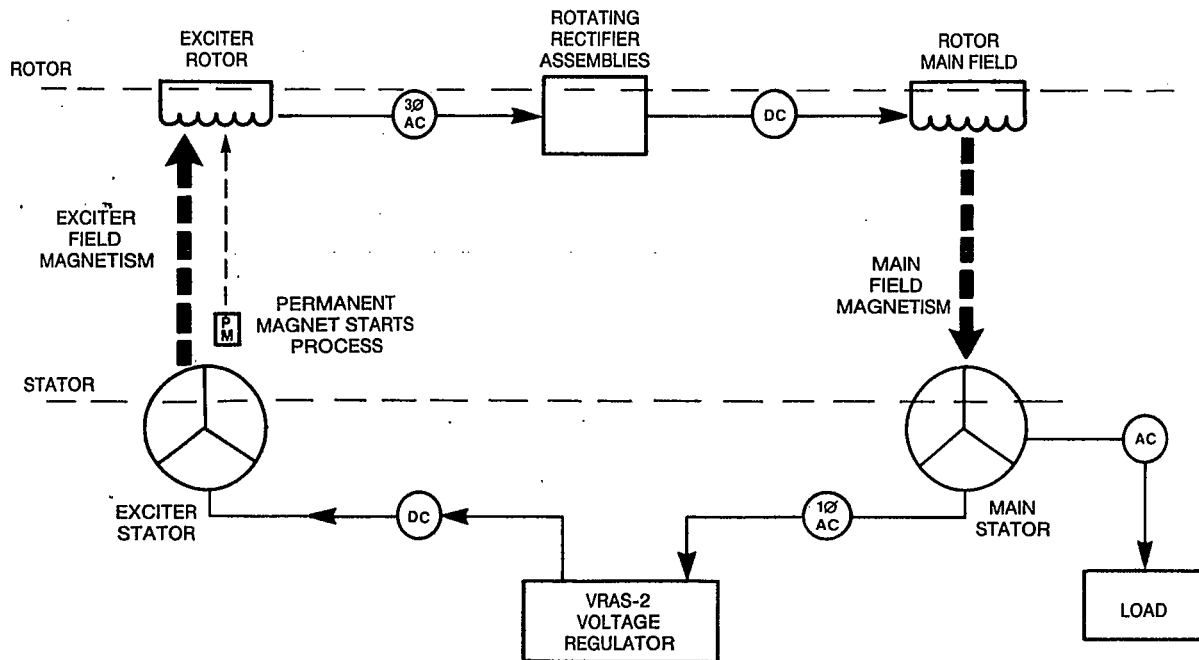 EXCITER
ROTOR
ROTATING
RECTIFIER
ASSEMBLIES
ROTOR
MAIN FIELD
ROTOR
3Ø
AC
DC
EXCITER
FIELD
MAGNETISM
P
M
PERMANENT
MAGNET STARTS
PROCESS
MAIN
FIELD
MAGNETISM
STATOR
AC
EXCITER
STATOR
DC
1Ø
AC
MAIN
STATOR
VRAS-2
VOLTAGE
REGULATOR
LOAD